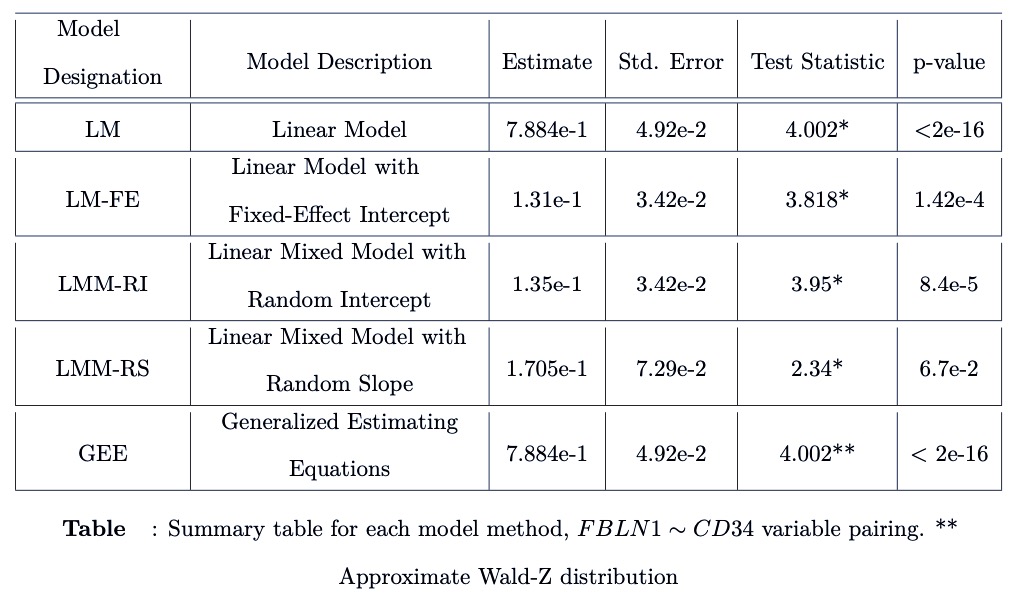 Model
Designation
Model Description
Estimate
Std. Error
Test Statistic
p-value
LM
Linear Model
7.884e-1
4.92e-2
4.002*
<2e-16
LM-FE
Linear Model with
Fixed-Effect Intercept
1.31e-1
3.42e-2
3.818*
1.42e-4
LMM-RI
Linear Mixed Model with
Random Intercept
1.35e-1
3.42e-2
3.95*
8.4e-5
LMM-RS
Linear Mixed Model with
Random Slope
1.705e-1
7.29e-2
2.34*
6.7e-2
GEE
Generalized Estimating
Equations
7.884e-1
4.92e-2
4.002**
< 2e-16
Table : Summary table for each model method, FBLN1 ∼ CD34 variable pairing. **
Approximate Wald-Z distribution